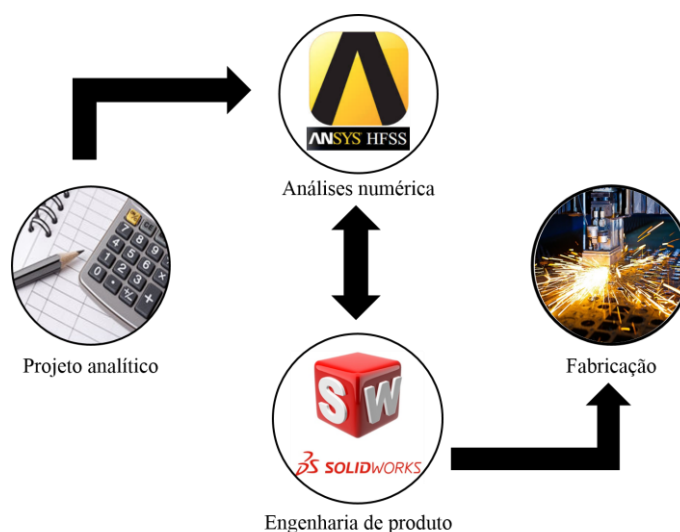 ANSYS HFSS
Análises numérica
Projeto analítico
Fabricação
SW
SOLIDWORKS
Engenharia de produto